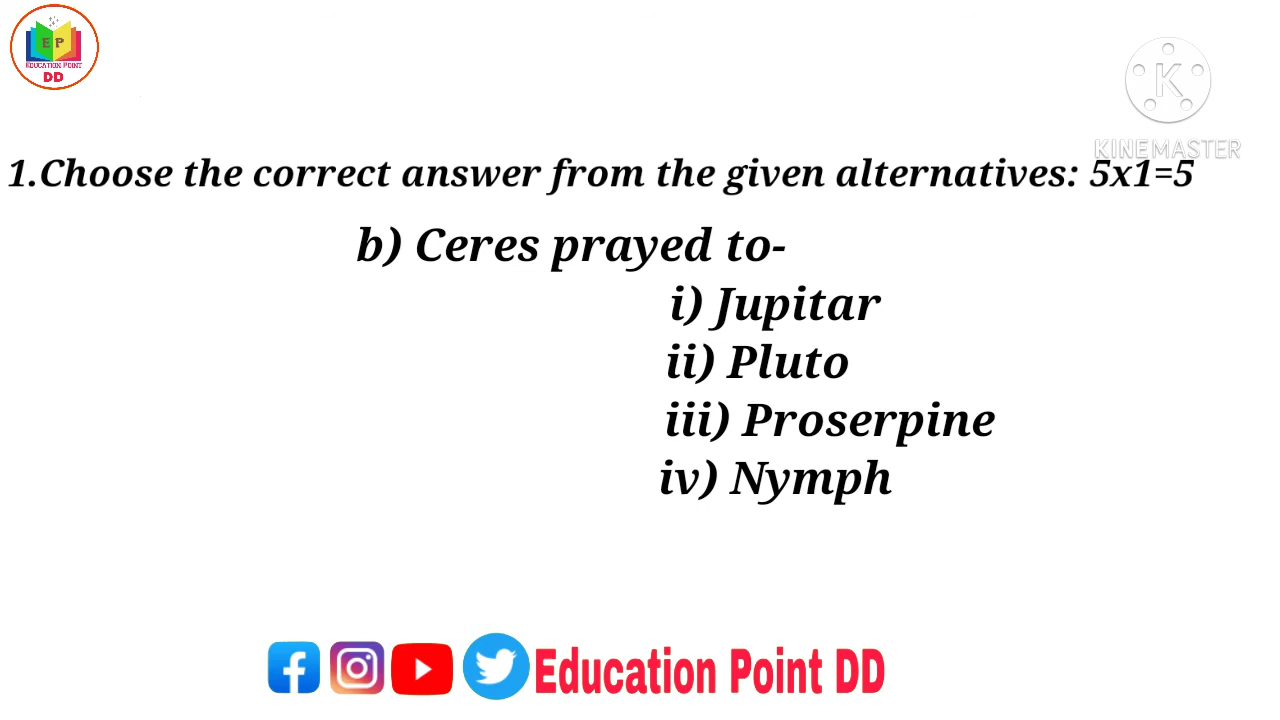 E P
EDUCATION POINT
DD
K
KINEMASTER
1.Choose the correct answer from the given alternatives: 5x1=5
b) Ceres prayed to-
i) Jupitar
ii) Pluto
iii) Proserpine
iv) Nymph
Education Point DD